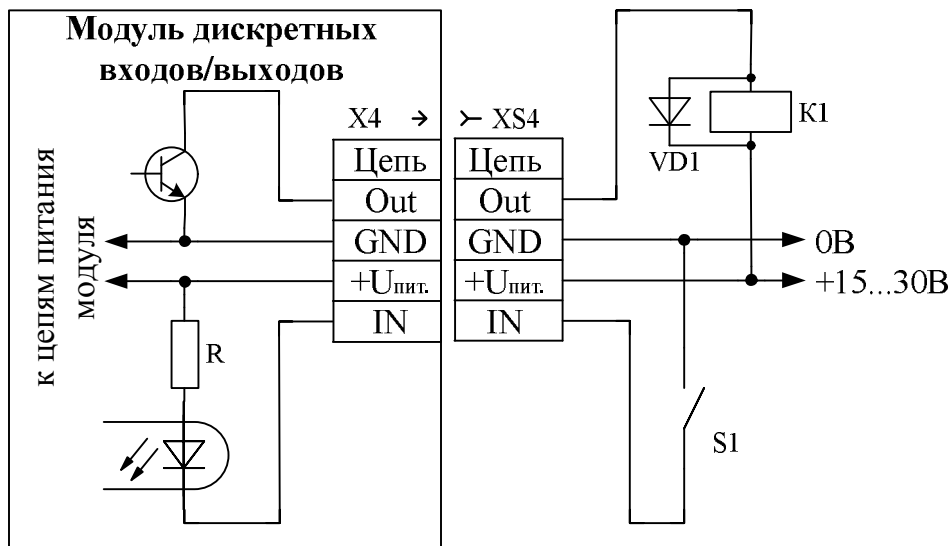 Модуль дискретных
входов/выходов
X4
XS4
Цепь
Out
GND
+Uпит.
IN
Цепь
Out
GND
+Uпит.
IN
к цепям питания
модуля
R
VD1
K1
0В
+15...30В
S1